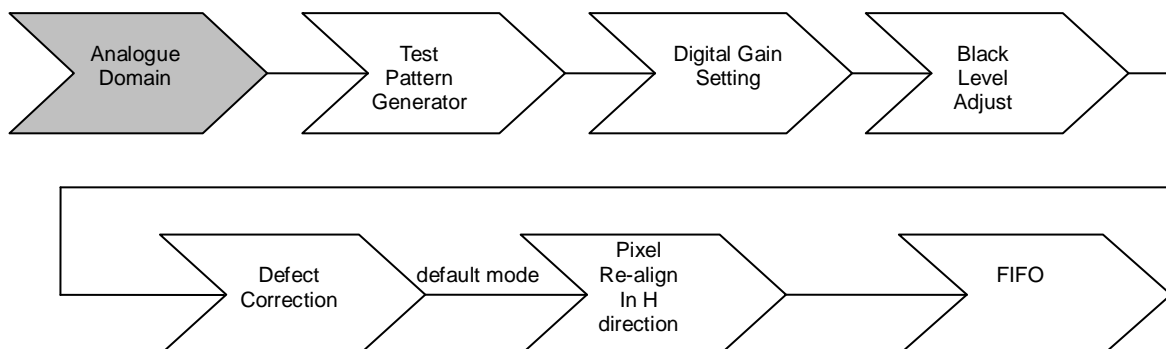 Analogue
Domain
Test
Pattern
Generator
Digital Gain
Setting
Black
Level
Adjust
Defect
Correction
default mode
Pixel
Re-align
In H
direction
FIFO